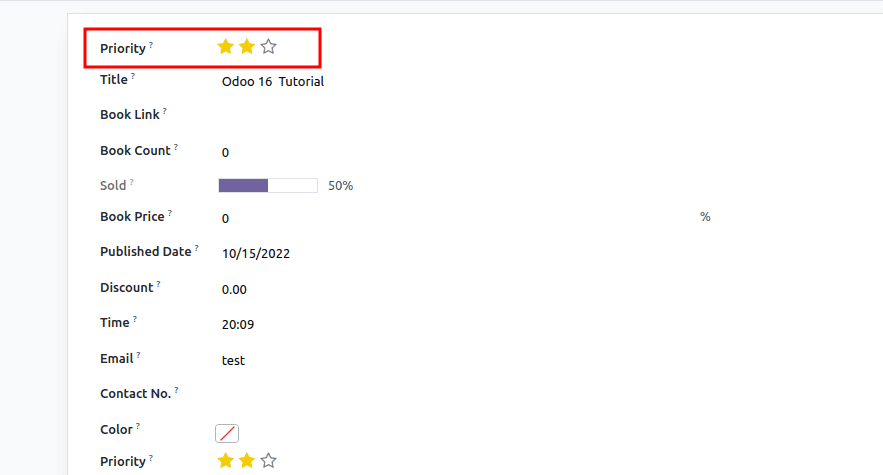 Priority ?
Title ? Odoo 16 Tutorial
Book Link ?
Book Count ? 0
Sold ? 50%
Book Price ? 0 %
Published Date ? 10/15/2022
Discount ? 0.00
Time ? 20:09
Email ? test
Contact No. ?
Color ?
Priority ?